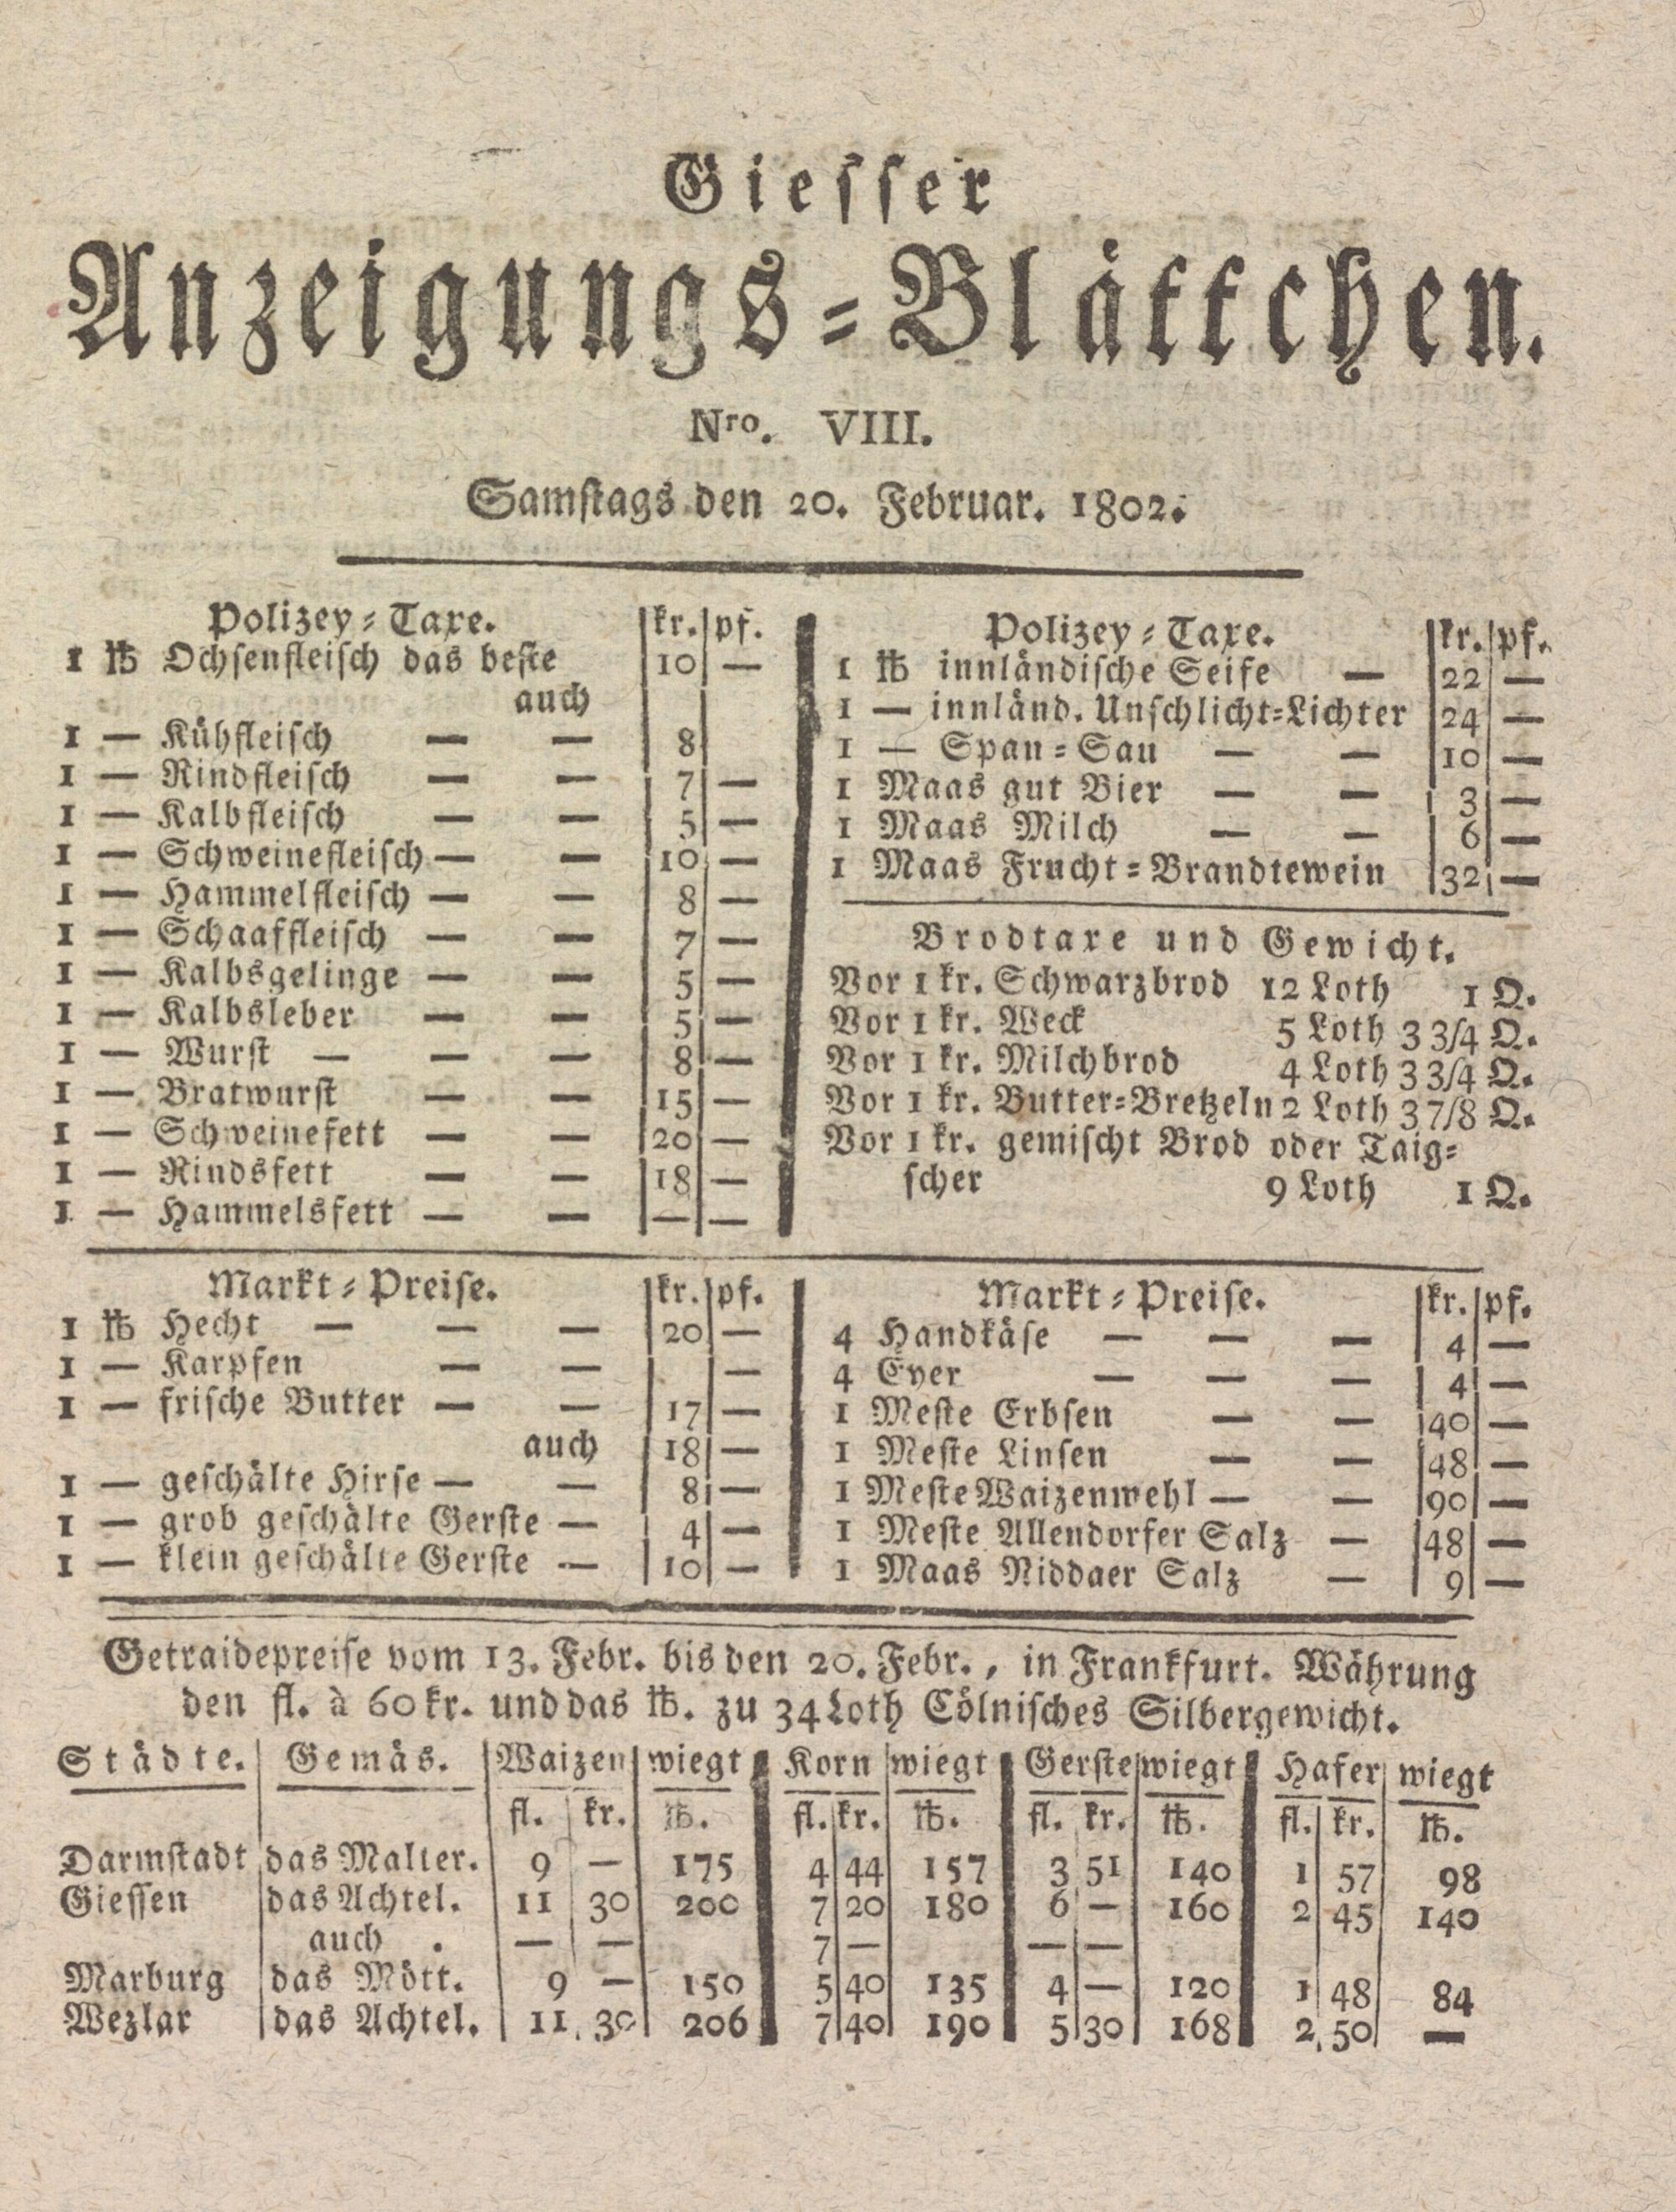 Giesser
Anzeigungs-Blättchen.
Nro. VIII.
Samstags den 20. Februar. 1802.
Polizey-Taxe. kr. pf.
1 ℔ Ochsenfleisch das beste 10 —
auch
1 — Kühfleisch — — 8
1 — Rindfleisch — — 7 —
1 — Kalbfleisch — — 5 —
1 — Schweinefleisch — — 10 —
1 — Hammelfleisch — — 8 —
1 — Schaaffleisch — — 7 —
1 — Kalbsgelinge — — 5 —
1 — Kalbsleber — — 5 —
1 — Wurst — — — 8 —
1 — Bratwurst — — 15 —
1 — Schweinefett — — 20 —
1 — Rindsfett — — 18 —
1 — Hammelsfett — — — —
Polizey-Taxe. kr. pf.
1 ℔ innländische Seife — 22 —
1 — innländ. Unschlicht-Lichter 24 —
1 — Span-Sau — — 10 —
1 Maas gut Bier — — 3 —
1 Maas Milch — — 6 —
1 Maas Frucht-Brandtewein 32 —
Brodtaxe und Gewicht.
Vor 1 kr. Schwarzbrod 12 Loth 1 Q.
Vor 1 kr. Weck 5 Loth 3 3/4 Q.
Vor 1 kr. Milchbrod 4 Loth 3 3/4 Q.
Vor 1 kr. Butter-Bretzeln 2 Loth 3 7/8 Q.
Vor 1 kr. gemischt Brod oder Taig-
scher 9 Loth 1 Q.
Markt-Preise. kr. pf.
1 ℔ Hecht — — — 20 —
1 — Karpfen — — —
1 — frische Butter — — 17 —
auch 18 —
1 — geschälte Hirse — — 8 —
1 — grob geschälte Gerste — 4 —
1 — klein geschälte Gerste — 10 —
Markt-Preise. kr. pf.
4 Handkäse — — — 4 —
4 Eyer — — — 4 —
1 Meste Erbsen — — 40 —
1 Meste Linsen — — 48 —
1 Meste Waizenwehl — — 90 —
1 Meste Allendorfer Salz — 48 —
1 Maas Niddaer Salz — 9 —
Getraidepreise vom 13. Febr. bis den 20. Febr., in Frankfurt. Währung
den fl. à 60 kr. und das ℔. zu 34 Loth Cölnisches Silbergewicht.
Städte. Gemäs. Waizen wiegt Korn wiegt Gerste wiegt Hafer wiegt
fl. kr. ℔. fl. kr. ℔. fl. kr. ℔. fl. kr. ℔.
Darmstadt das Malter. 9 — 175 4 44 157 3 51 140 1 57 98
Giessen das Achtel. 11 30 200 7 20 180 6 — 160 2 45 140
auch . — — 7 — — —
Marburg das Mött. 9 — 150 5 40 135 4 — 120 1 48 84
Wezlar das Achtel. 11 30 206 7 40 190 5 30 168 2 50 —